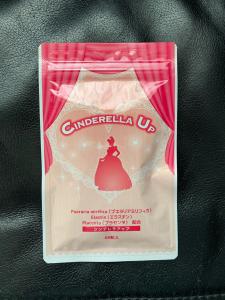 CINDERELLA UP
Pueraria mirifica（プエラリアミリフィカ）
Elastin（エラスチン）
Placenta（プラセンタ） 配合
シンデレラアップ